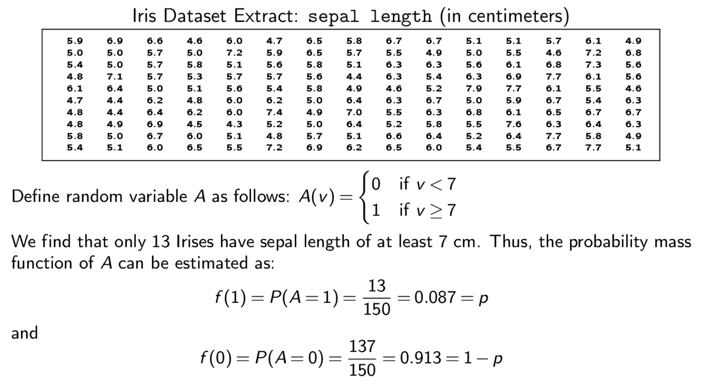 Iris Dataset Extract: sepal length (in centimeters)
5.9 6.9 6.6 4.6 6.0 4.7 6.5 5.8 6.7 6.7 5.1 5.1 5.7 6.1 4.9
5.0 5.0 5.7 5.0 7.2 5.9 6.5 5.7 5.5 4.9 5.0 5.5 4.6 7.2 6.8
5.4 5.0 5.7 5.8 5.1 5.6 5.8 5.1 6.3 6.3 5.6 6.1 6.8 7.3 5.6
4.8 7.1 5.7 5.3 5.7 5.7 5.6 4.4 6.3 5.4 6.3 6.9 7.7 6.1 5.6
6.1 6.4 5.0 5.1 5.6 5.4 5.8 4.9 4.6 5.2 7.9 7.7 6.1 5.5 4.6
4.7 4.4 6.2 4.8 6.0 6.2 5.0 6.4 6.3 6.7 5.0 5.9 6.7 5.4 6.3
4.8 4.4 6.4 6.2 6.0 7.4 4.9 7.0 5.5 6.3 6.8 6.1 6.5 6.7 6.7
4.8 4.9 6.9 4.5 4.3 5.2 5.0 6.4 5.2 5.8 5.5 7.6 6.3 6.4 6.3
5.8 5.0 6.7 6.0 5.1 4.8 5.7 5.1 6.6 6.4 5.2 6.4 7.7 5.8 4.9
5.4 5.1 6.0 6.5 5.5 7.2 6.9 6.2 6.5 6.0 5.4 5.5 6.7 7.7 5.1
Define random variable A as follows: A(v) = { 0 if v < 7
1 if v ≥ 7
We find that only 13 Irises have sepal length of at least 7 cm. Thus, the probability mass
function of A can be estimated as:
f(1) = P(A = 1) = 13/150 = 0.087 = p
and
f(0) = P(A = 0) = 137/150 = 0.913 = 1 − p